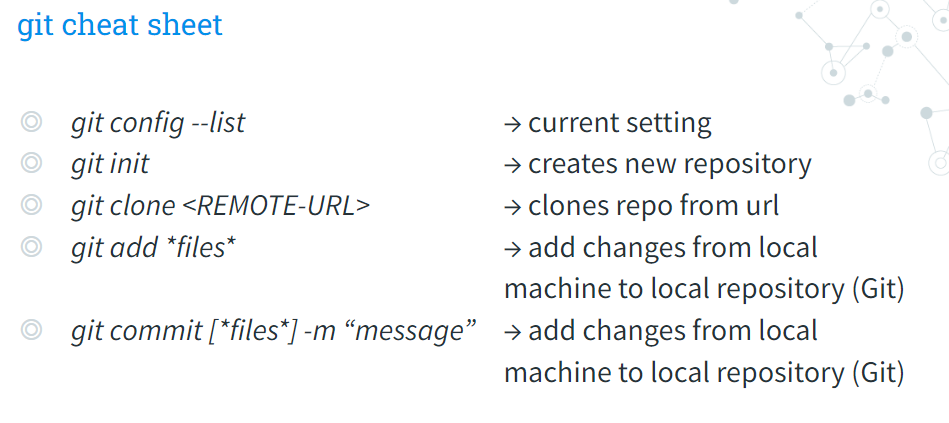 git cheat sheet
git config --list → current setting
git init → creates new repository
git clone <REMOTE-URL> → clones repo from url
git add *files* → add changes from local
machine to local repository (Git)
git commit [*files*] -m “message” → add changes from local
machine to local repository (Git)